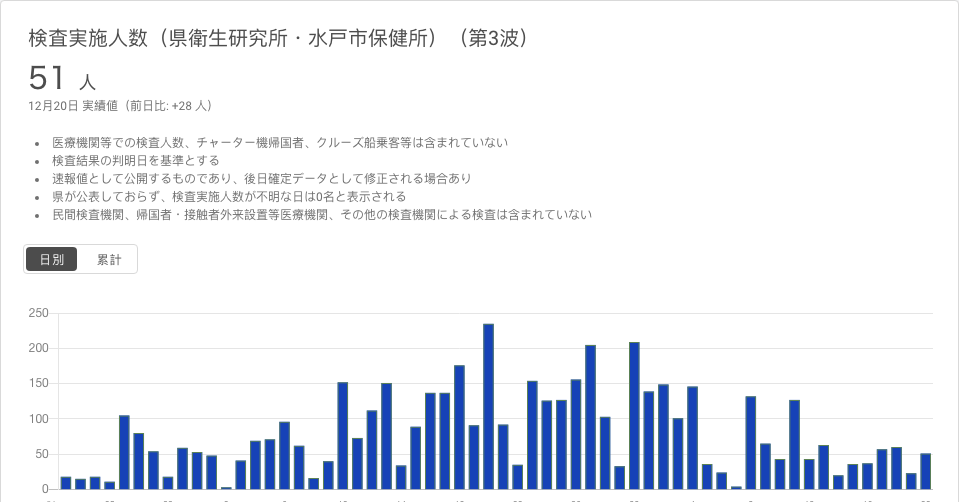 検査実施人数（県衛生研究所・水戸市保健所）（第3波）
51 人
12月20日 実績値（前日比: +28 人）
医療機関等での検査人数、チャーター機帰国者、クルーズ船乗客等は含まれていない
検査結果の判明日を基準とする
速報値として公開するものであり、後日確定データとして修正される場合あり
県が公表しておらず、検査実施人数が不明な日は0名と表示される
民間検査機関、帰国者・接触者外来設置等医療機関、その他の検査機関による検査は含まれていない
日別 累計
250
200
150
100
50
0